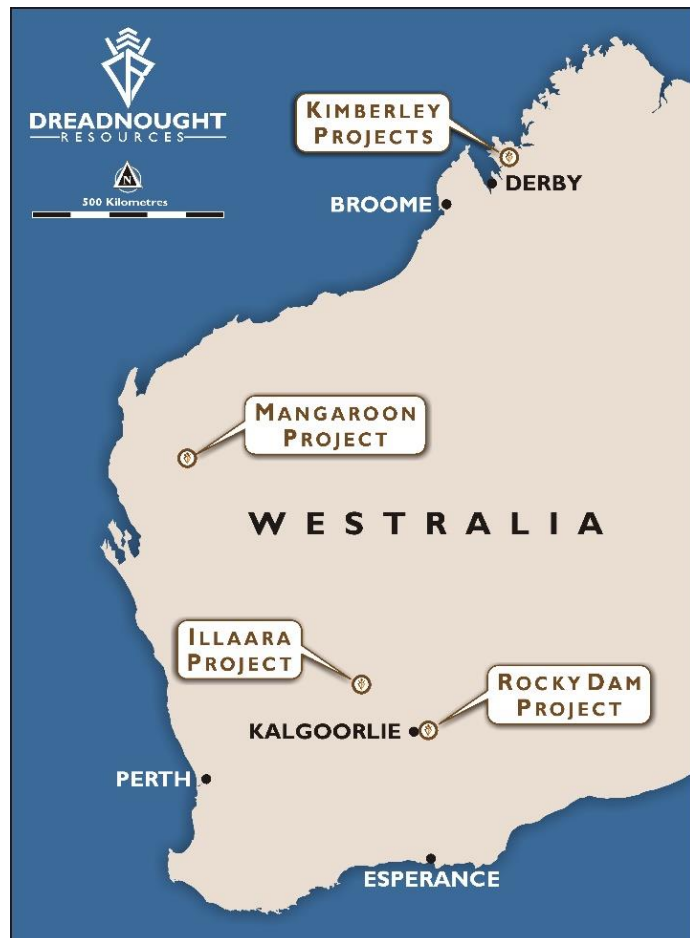 DREADNOUGHT
RESOURCES
N
500 Kilometres
KIMBERLEY
PROJECTS
DERBY
BROOME
MANGAROON
PROJECT
WESTRALIA
ILLAARA
PROJECT
ROCKY DAM
PROJECT
KALGOORLIE
PERTH
ESPERANCE